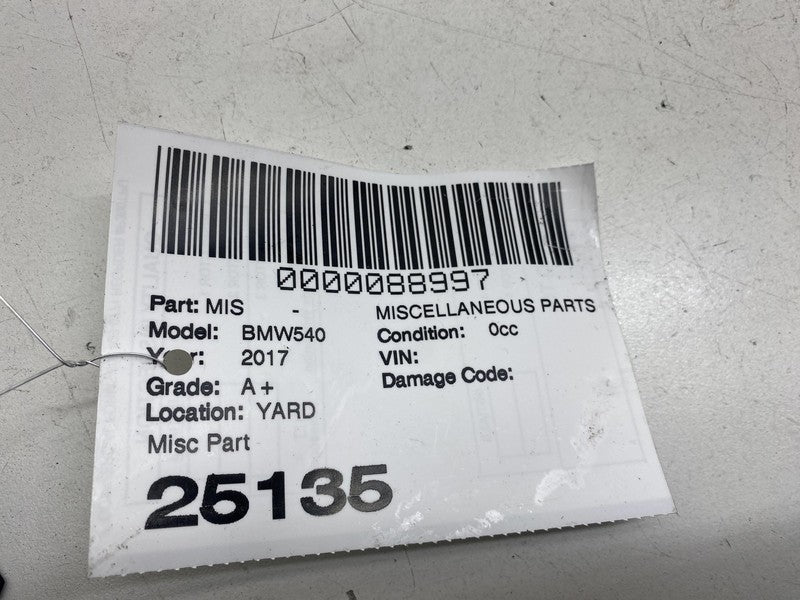 0000088997
Part: MIS - MISCELLANEOUS PARTS
Model: BMW540 Condition: 0cc
Year: 2017 VIN:
Grade: A+ Damage Code:
Location: YARD
Misc Part
25135